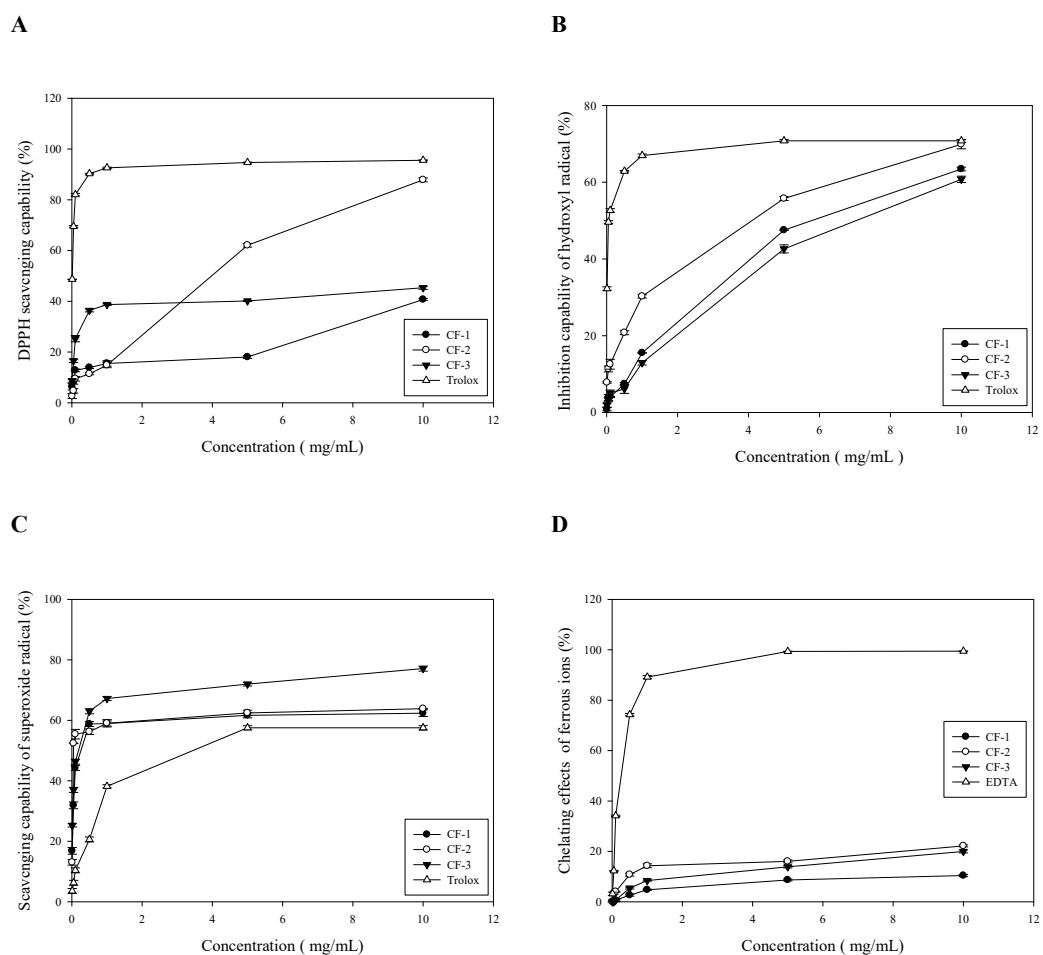 A
DPPH scavcnging capability (%)
120
100
80
60
40
20
0
0 2 4 6 8 10 12
Concentration ( mg/mL)
CF-1
CF-2
CF-3
Trolox
B
Inhibition capability of hydroxyl radical (%)
80
60
40
20
0
0 2 4 6 8 10 12
Concentration ( mg/mL )
CF-1
CF-2
CF-3
Trolox
C
Scavcnging capability of superoxide radical (%)
100
80
60
40
20
0
0 2 4 6 8 10 12
Concentration ( mg/mL)
CF-1
CF-2
CF-3
Trolox
D
Chelating effects of ferrous ions (%)
120
100
80
60
40
20
0
0 2 4 6 8 10 12
Concentration ( mg/mL)
CF-1
CF-2
CF-3
EDTA